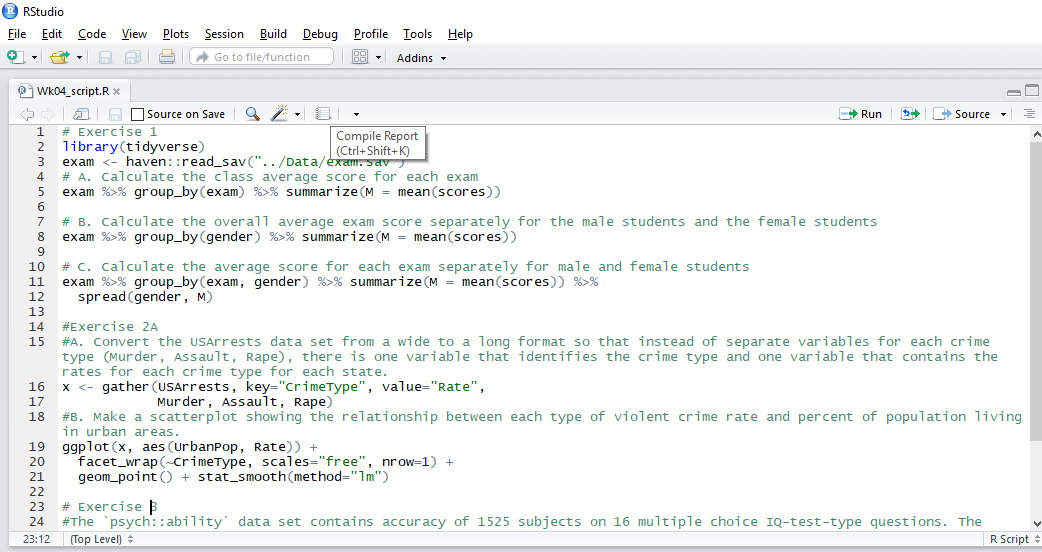 RStudio
File Edit Code View Plots Session Build Debug Profile Tools Help
Go to file/function Addins
Wk04_script.R
Source on Save Run Source
Compile Report
(Ctrl+Shift+K)
1 # Exercise 1
2 library(tidyverse)
3 exam <- haven::read_sav("../Data/exam.sav")
4 # A. Calculate the class average score for each exam
5 exam %>% group_by(exam) %>% summarize(M = mean(scores))
6
7 # B. Calculate the overall average exam score separately for the male students and the female students
8 exam %>% group_by(gender) %>% summarize(M = mean(scores))
9
10 # C. Calculate the average score for each exam separately for male and female students
11 exam %>% group_by(exam, gender) %>% summarize(M = mean(scores)) %>%
12 spread(gender, M)
13
14 #Exercise 2A
15 #A. Convert the USArrests data set from a wide to a long format so that instead of separate variables for each crime
type (Murder, Assault, Rape), there is one variable that identifies the crime type and one variable that contains the
rates for each crime type for each state.
16 x <- gather(USArrests, key="CrimeType", value="Rate",
17 Murder, Assault, Rape)
18 #B. Make a scatterplot showing the relationship between each type of violent crime rate and percent of population living
in urban areas.
19 ggplot(x, aes(UrbanPop, Rate)) +
20 facet_wrap(~CrimeType, scales="free", nrow=1) +
21 geom_point() + stat_smooth(method="lm")
22
23 # Exercise 3
24 #The `psych::ability` data set contains accuracy of 1525 subjects on 16 multiple choice IQ-test-type questions. The
23:12 (Top Level) R Script